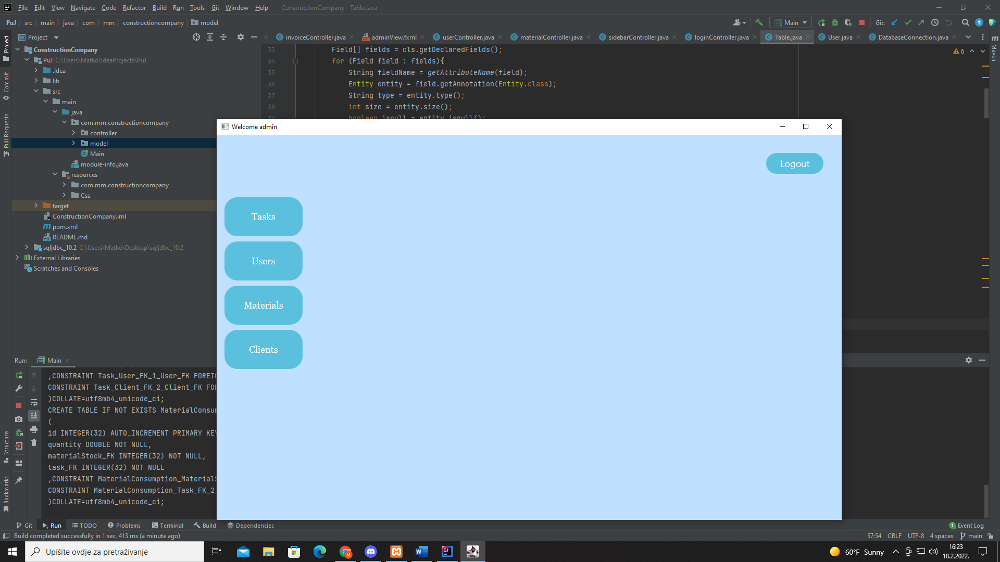 File Edit View Navigate Code Refactor Build Run Tools Git Window Help ConstructionCompany - Table.java
PuJ src main java com mm constructioncompany model Main Git:
Project
invoiceController.java adminView.fxml userController.java materialController.java sidebarController.java loginController.java Table.java User.java DatabaseConnection.java
ConstructionCompany
PuJ C:\Users\Matko\IdeaProjects\PuJ
.idea
lib
src
main
java
com.mm.constructioncompany
controller
model
Main
module-info.java
resources
com.mm.constructioncompany
Css
target
ConstructionCompany.iml
pom.xml
README.md
sqljdbc_10.2 C:\Users\Matko\Desktop\sqljdbc_10.2
External Libraries
Scratches and Consoles
Project
Commit
Pull Requests
Structure
Bookmarks
Maven
6
33 Field[] fields = cls.getDeclaredFields();
34 for (Field field : fields){
35 String fieldName = getAttributeName(field);
36 Entity entity = field.getAnnotation(Entity.class);
37 String type = entity.type();
38 int size = entity.size();
39 boolean isnull = entity.isnull();
Welcome admin
Logout
Tasks
Users
Materials
Clients
Run: Main
,CONSTRAINT Task_User_FK_1_User_FK FOREIG
CONSTRAINT Task_Client_FK_2_Client_FK FOR
)COLLATE=utf8mb4_unicode_ci;
CREATE TABLE IF NOT EXISTS MaterialConsum
(
id INTEGER(32) AUTO_INCREMENT PRIMARY KEY
quantity DOUBLE NOT NULL,
materialStock_FK INTEGER(32) NOT NULL,
task_FK INTEGER(32) NOT NULL
,CONSTRAINT MaterialConsumption_MaterialS
CONSTRAINT MaterialConsumption_Task_FK_2_
)COLLATE=utf8mb4_unicode_ci;
Git Run TODO Problems Terminal Build Dependencies 1 Event Log
Build completed successfully in 1 sec, 413 ms (a minute ago) 57:54 CRLF UTF-8 4 spaces main
Upišite ovdje za pretraživanje
60°F Sunny
16:23
18.2.2022.